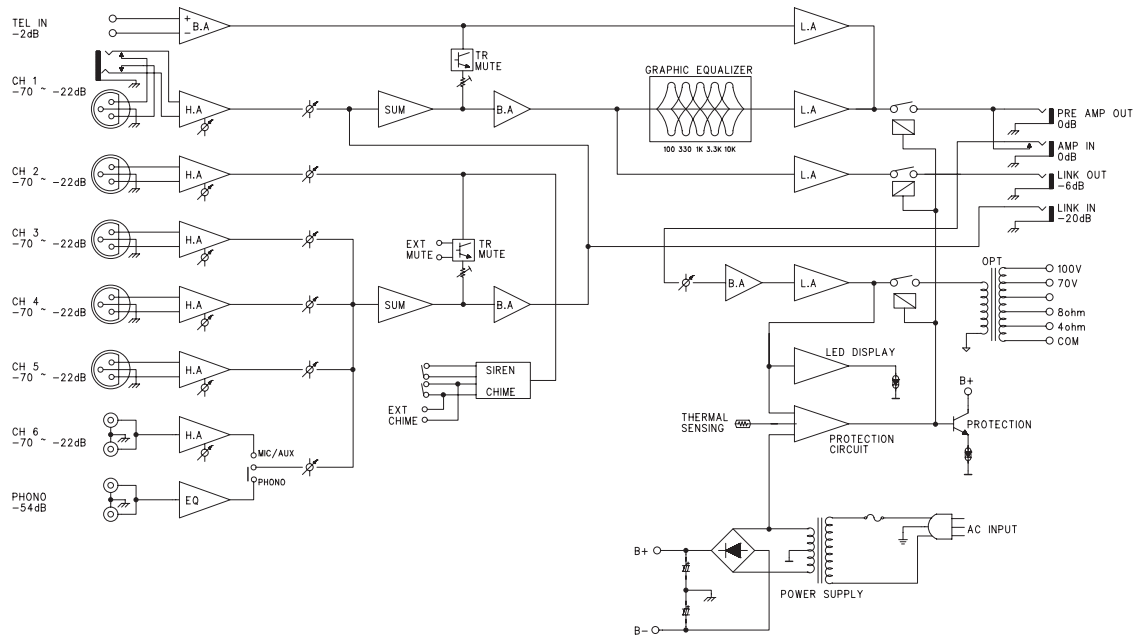 TEL IN
-2dB
+
-
B.A
L.A
TR
MUTE
CH 1
-70 ~ -22dB
H.A
SUM
B.A
GRAPHIC EQUALIZER
100 330 1K 3.3K 10K
L.A
PRE AMP OUT
0dB
AMP IN
0dB
CH 2
-70 ~ -22dB
H.A
L.A
LINK OUT
-6dB
LINK IN
-20dB
CH 3
-70 ~ -22dB
H.A
EXT
MUTE
TR
MUTE
CH 4
-70 ~ -22dB
H.A
SUM
B.A
B.A
L.A
OPT
100V
70V
8ohm
4ohm
COM
CH 5
-70 ~ -22dB
H.A
SIREN
CHIME
EXT
CHIME
LED DISPLAY
B+
THERMAL
SENSING
PROTECTION
CIRCUIT
PROTECTION
CH 6
-70 ~ -22dB
H.A
MIC/AUX
PHONO
PHONO
-54dB
EQ
AC INPUT
B+
POWER SUPPLY
B-